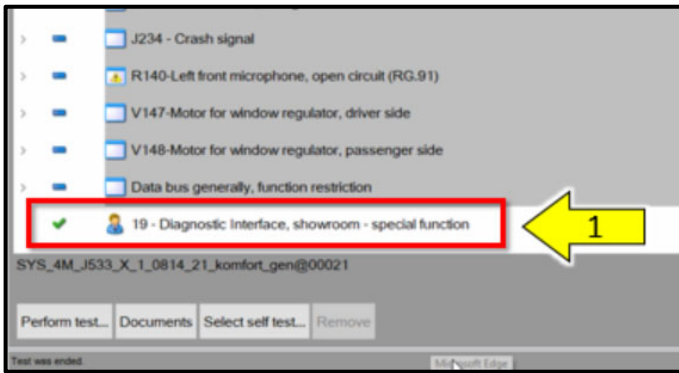 J234 - Crash signal
R140-Left front microphone, open circuit (RG.91)
V147-Motor for window regulator, driver side
V148-Motor for window regulator, passenger side
Data bus generally, function restriction
19 - Diagnostic Interface, showroom - special function
1
SYS_4M_J533_X_1_0814_21_komfort_gen@00021
Perform test... Documents Select self test... Remove
Test was ended.
Microsoft Edge